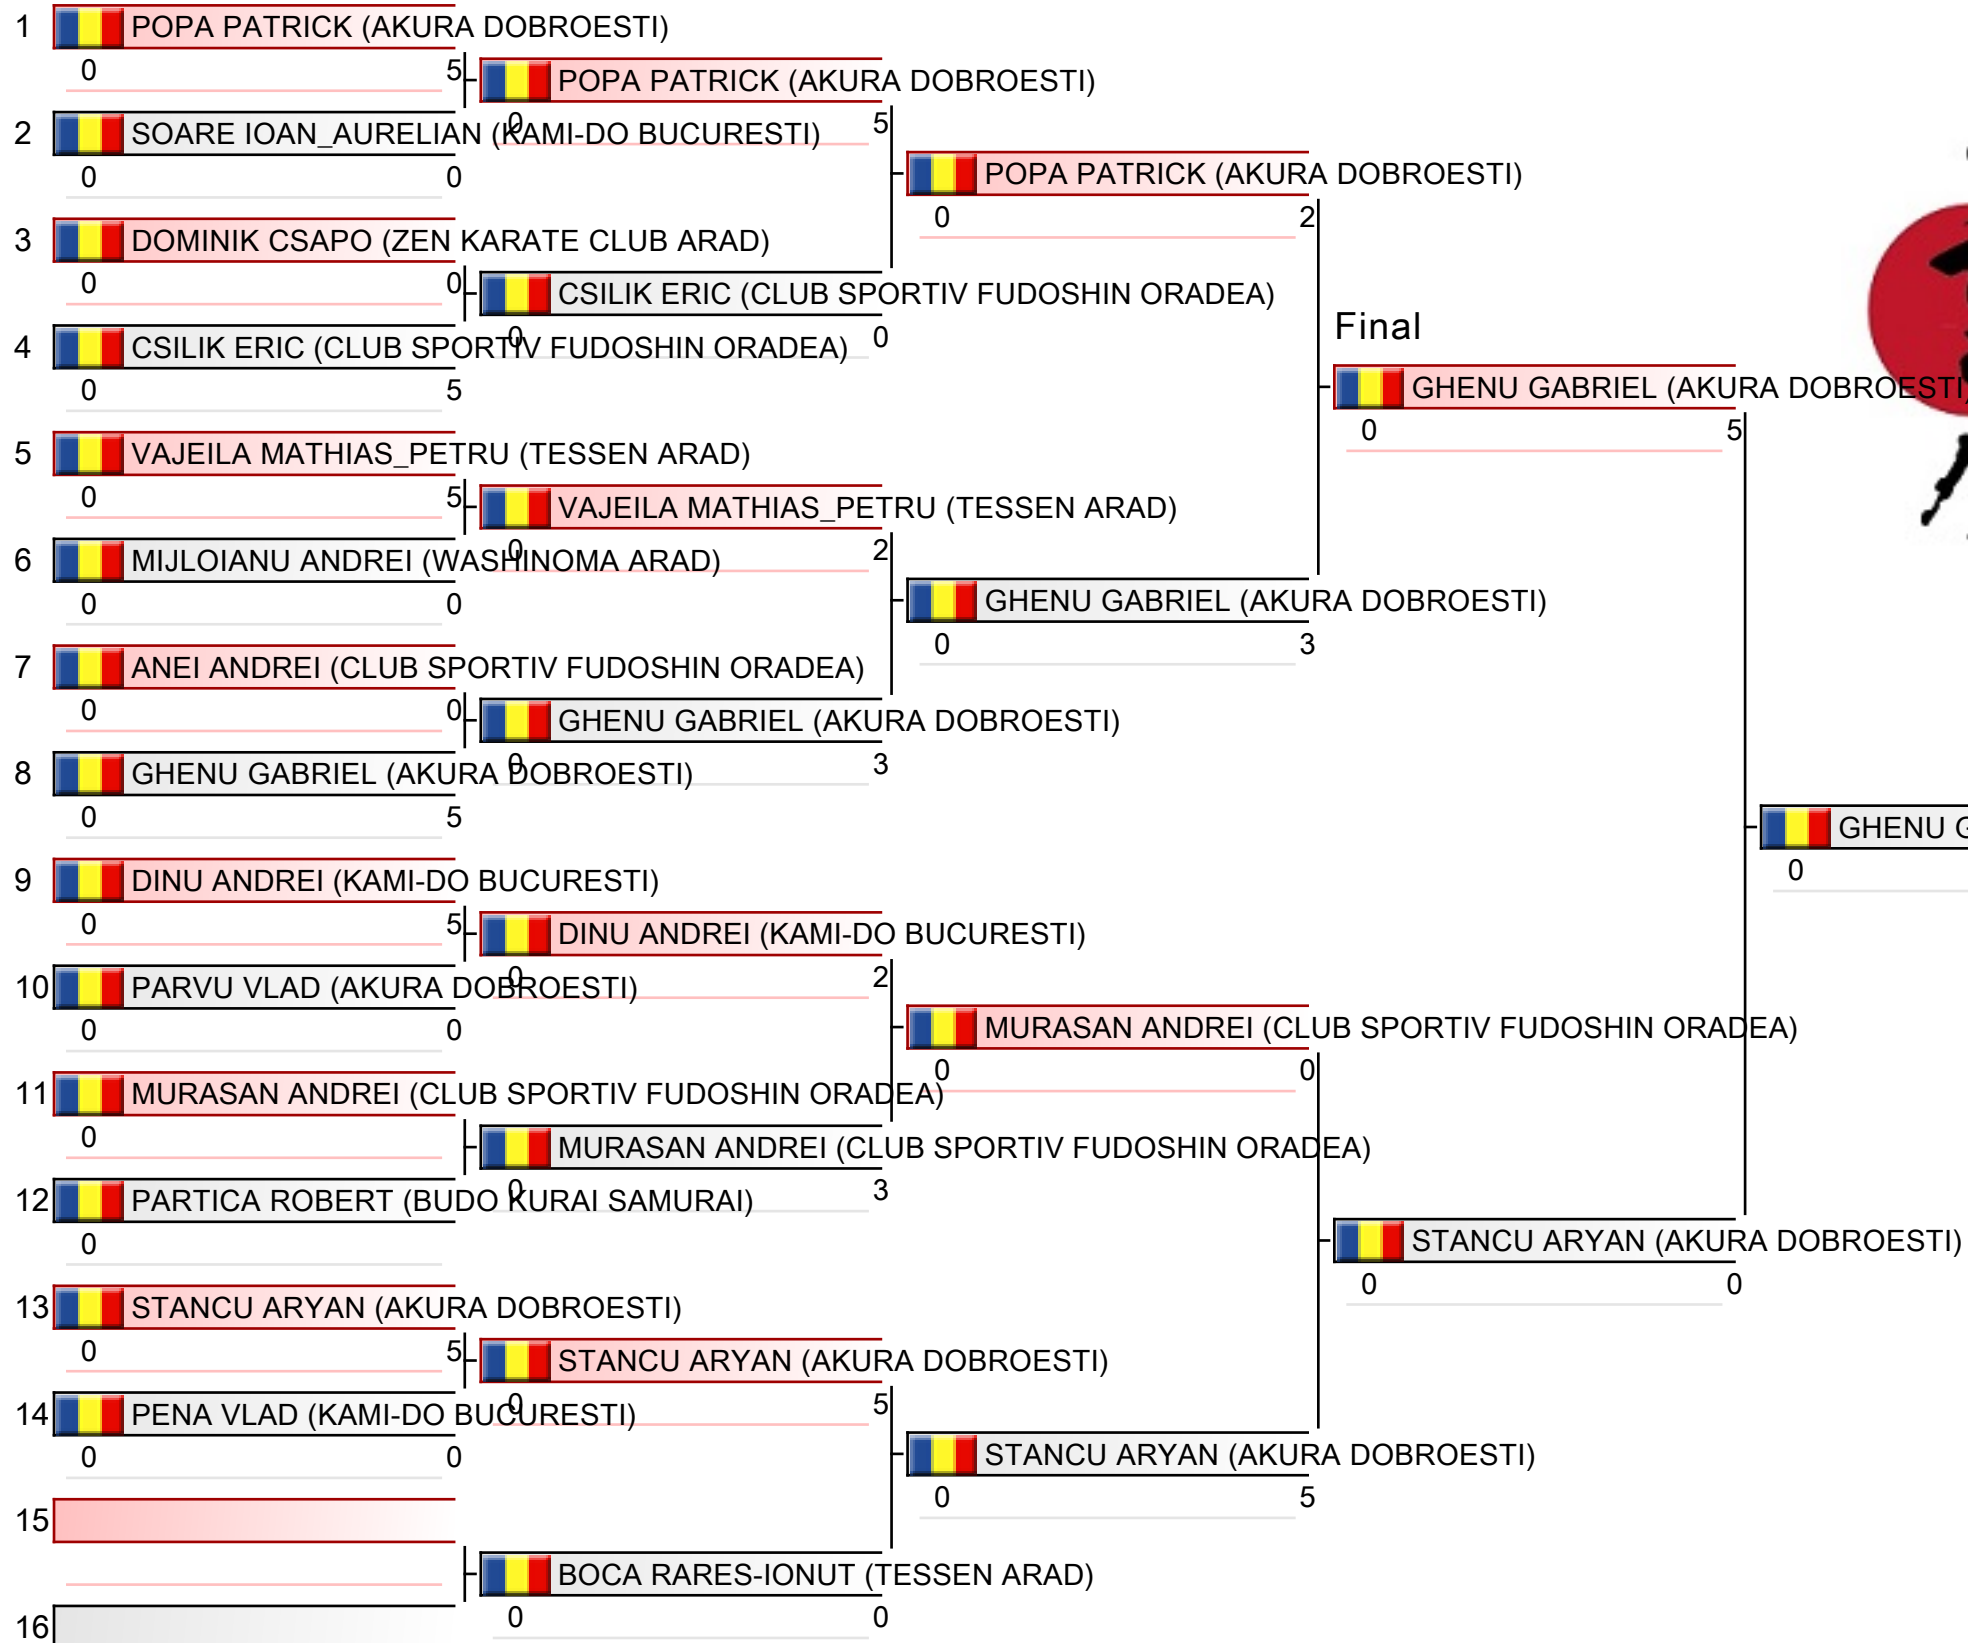 1 POPA PATRICK (AKURA DOBROESTI)
0 5
2 SOARE IOAN_AURELIAN (KAMI-DO BUCURESTI)
0 0
3 DOMINIK CSAPO (ZEN KARATE CLUB ARAD)
0 0
4 CSILIK ERIC (CLUB SPORTIV FUDOSHIN ORADEA)
0 5
5 VAJEILA MATHIAS_PETRU (TESSEN ARAD)
0 5
6 MIJLOIANU ANDREI (WASHINOMA ARAD)
0 0
7 ANEI ANDREI (CLUB SPORTIV FUDOSHIN ORADEA)
0 0
8 GHENU GABRIEL (AKURA DOBROESTI)
0 5
9 DINU ANDREI (KAMI-DO BUCURESTI)
0 5
10 PARVU VLAD (AKURA DOBROESTI)
0 0
11 MURASAN ANDREI (CLUB SPORTIV FUDOSHIN ORADEA)
0
12 PARTICA ROBERT (BUDO KURAI SAMURAI)
0
13 STANCU ARYAN (AKURA DOBROESTI)
0 5
14 PENA VLAD (KAMI-DO BUCURESTI)
0 0
15
16
POPA PATRICK (AKURA DOBROESTI)
0 5
CSILIK ERIC (CLUB SPORTIV FUDOSHIN ORADEA)
0 0
VAJEILA MATHIAS_PETRU (TESSEN ARAD)
0 2
GHENU GABRIEL (AKURA DOBROESTI)
0 3
DINU ANDREI (KAMI-DO BUCURESTI)
0 2
MURASAN ANDREI (CLUB SPORTIV FUDOSHIN ORADEA)
0 3
STANCU ARYAN (AKURA DOBROESTI)
0 5
BOCA RARES-IONUT (TESSEN ARAD)
0 0
POPA PATRICK (AKURA DOBROESTI)
0 2
GHENU GABRIEL (AKURA DOBROESTI)
0 3
MURASAN ANDREI (CLUB SPORTIV FUDOSHIN ORADEA)
0 0
STANCU ARYAN (AKURA DOBROESTI)
0 5
Final
GHENU GABRIEL (AKURA DOBROESTI)
0 5
STANCU ARYAN (AKURA DOBROESTI)
0 0
GHENU G
0